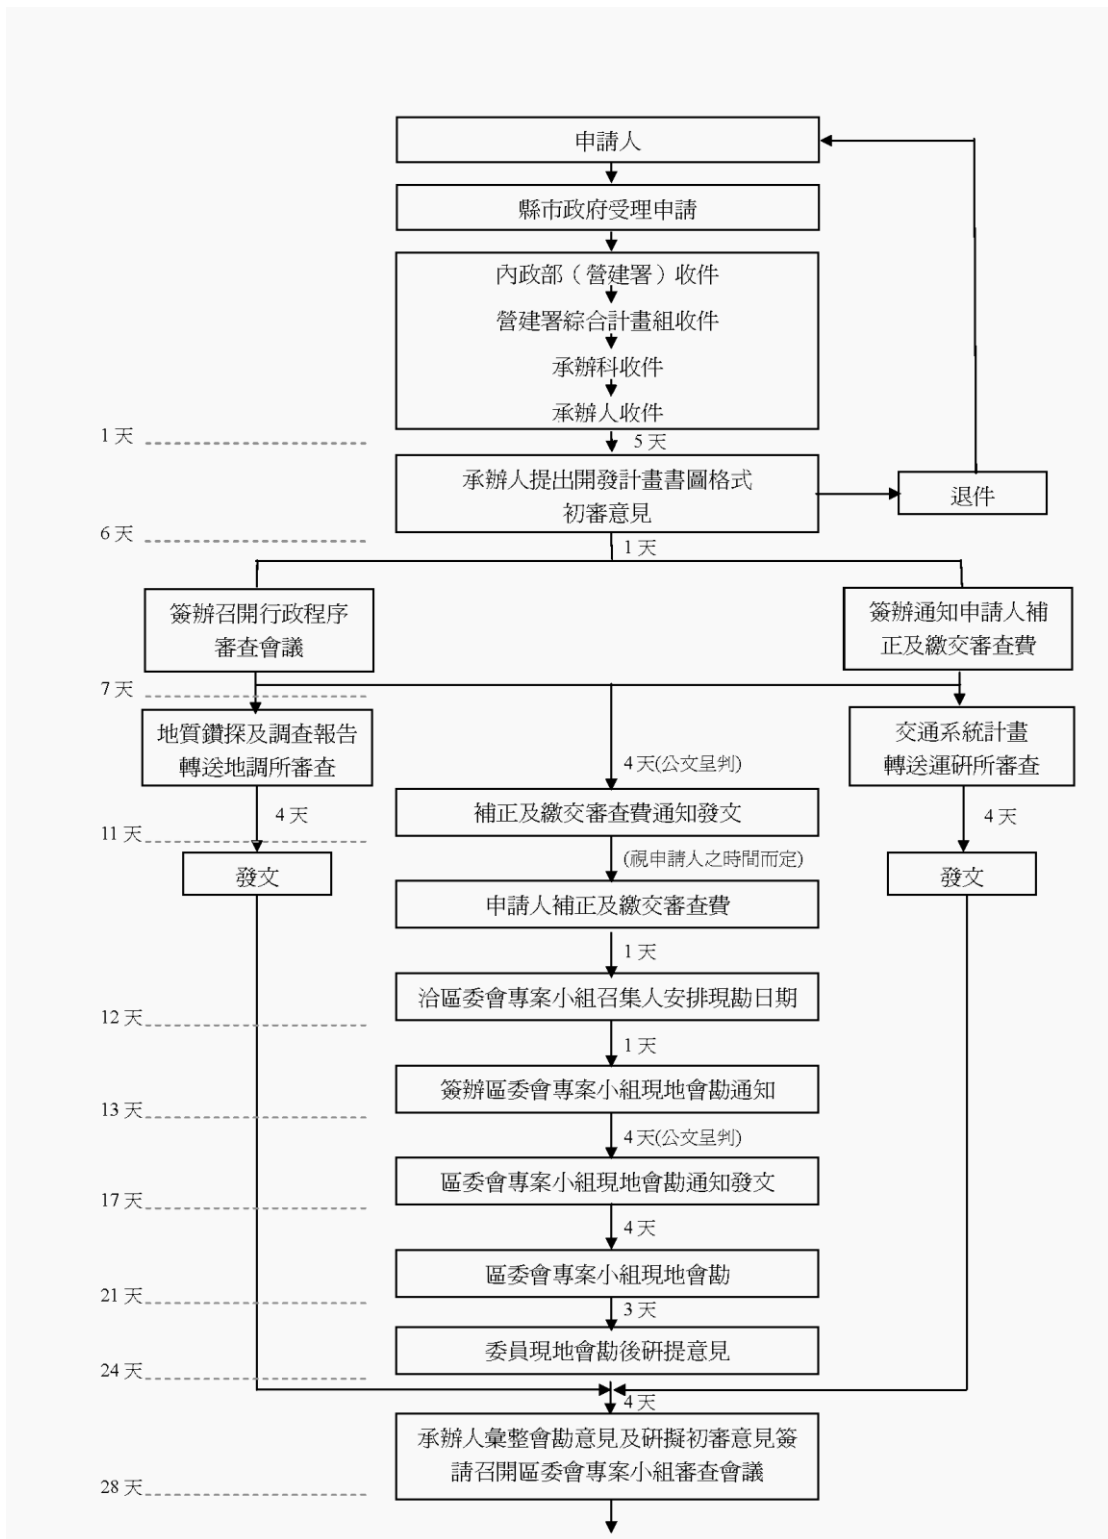 申請人
縣市政府受理申請
內政部（營建署）收件
營建署綜合計畫組收件
承辦科收件
承辦人收件
1 天
5 天
承辦人提出開發計畫書圖格式
初審意見
退件
6 天
1 天
簽辦召開行政程序
審查會議
簽辦通知申請人補
正及繳交審查費
7 天
地質鑽探及調查報告
轉送地調所審查
交通系統計畫
轉送運研所審查
4 天(公文呈判)
補正及繳交審查費通知發文
4 天
4 天
11 天
(視申請人之時間而定)
發文
發文
申請人補正及繳交審查費
1 天
洽區委會專案小組召集人安排現勘日期
12 天
1 天
簽辦區委會專案小組現地會勘通知
13 天
4 天(公文呈判)
區委會專案小組現地會勘通知發文
17 天
4 天
區委會專案小組現地會勘
21 天
3 天
委員現地會勘後研提意見
24 天
4 天
承辦人彙整會勘意見及研擬初審意見簽
請召開區委會專案小組審查會議
28 天